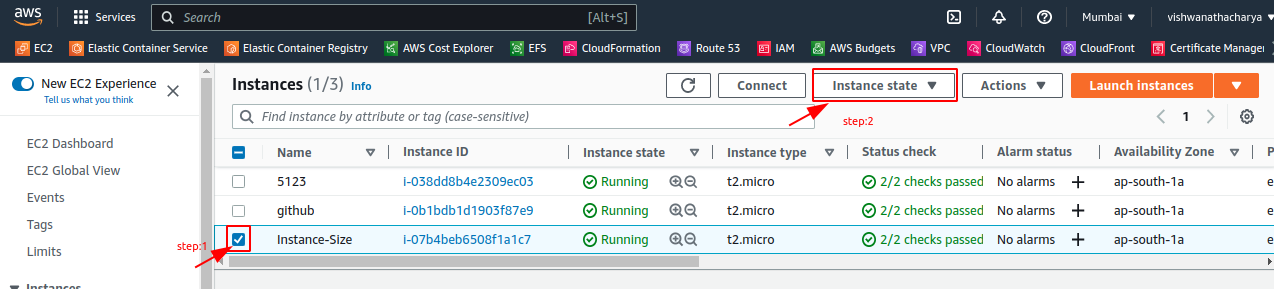 aws Services Search [Alt+S] Mumbai vishwanathacharya
EC2 Elastic Container Service Elastic Container Registry AWS Cost Explorer EFS CloudFormation Route 53 IAM AWS Budgets VPC CloudWatch CloudFront Certificate Manager
New EC2 Experience
Tell us what you think
EC2 Dashboard
EC2 Global View
Events
Tags
Limits
Instances
Instances (1/3) Info Connect Instance state Actions Launch instances
Find instance by attribute or tag (case-sensitive) step:2 1
Name Instance ID Instance state Instance type Status check Alarm status Availability Zone P
5123 i-038dd8b4e2309ec03 Running t2.micro 2/2 checks passed No alarms + ap-south-1a e
github i-0b1bdb1d1903f87e9 Running t2.micro 2/2 checks passed No alarms + ap-south-1a e
step:1 Instance-Size i-07b4beb6508f1a1c7 Running t2.micro 2/2 checks passed No alarms + ap-south-1a e